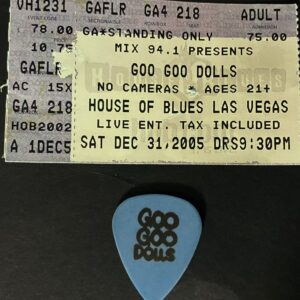 VH1231 GAFLR GA4 218 ADULT
78.00 GA*STANDING ONLY 75.00
10.75 MIX 94.1 PRESENTS
GAFLR GOO GOO DOLLS
AC 15X NO CAMERAS * AGES 21+
GA4 218 HOUSE OF BLUES LAS VEGAS
HOB2002 LIVE ENT. TAX INCLUDED
A 1DEC5 SAT DEC 31,2005 DRS9:30PM
GOO
GOO
DOLLS